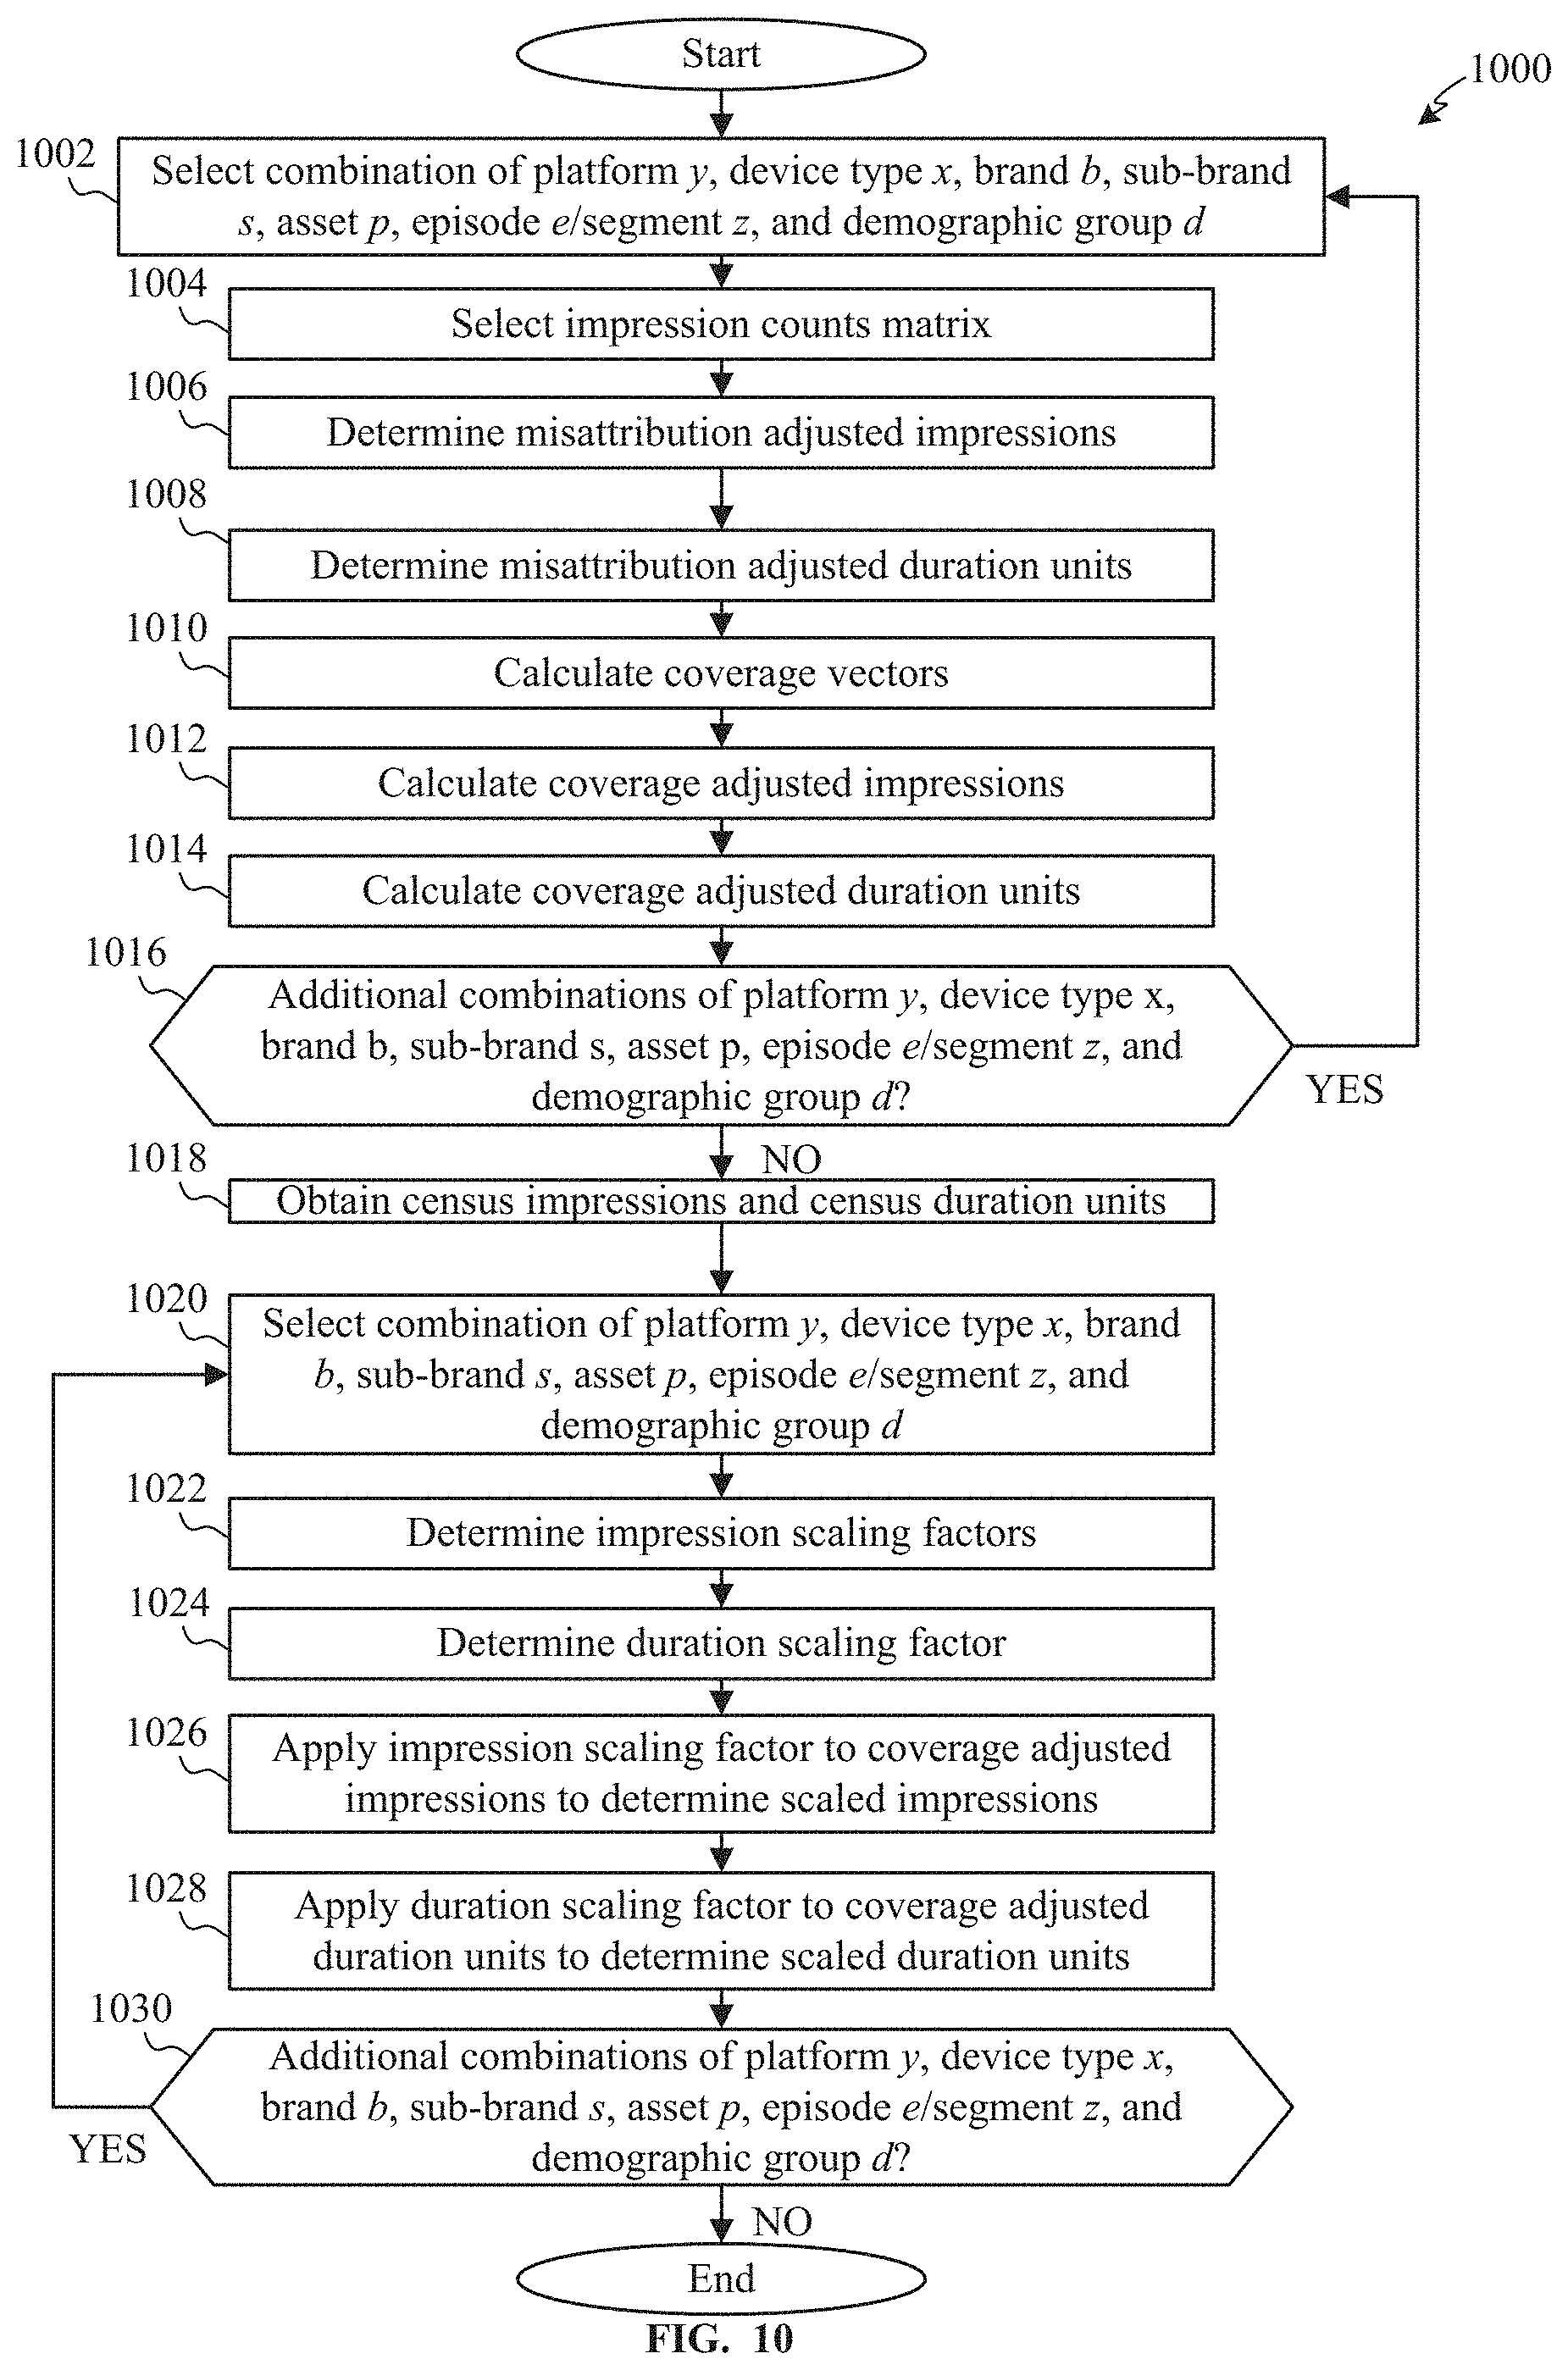 Start
1000
1002
Select combination of platform y, device type x, brand b, sub-brand
s, asset p, episode e/segment z, and demographic group d
1004
Select impression counts matrix
1006
Determine misattribution adjusted impressions
1008
Determine misattribution adjusted duration units
1010
Calculate coverage vectors
1012
Calculate coverage adjusted impressions
1014
Calculate coverage adjusted duration units
1016
Additional combinations of platform y, device type x,
brand b, sub-brand s, asset p, episode e/segment z, and
demographic group d?
YES
NO
1018
Obtain census impressions and census duration units
1020
Select combination of platform y, device type x, brand
b, sub-brand s, asset p, episode e/segment z, and
demographic group d
1022
Determine impression scaling factors
1024
Determine duration scaling factor
1026
Apply impression scaling factor to coverage adjusted
impressions to determine scaled impressions
1028
Apply duration scaling factor to coverage adjusted
duration units to determine scaled duration units
1030
Additional combinations of platform y, device type x,
brand b, sub-brand s, asset p, episode e/segment z, and
demographic group d?
YES
NO
End
FIG. 10